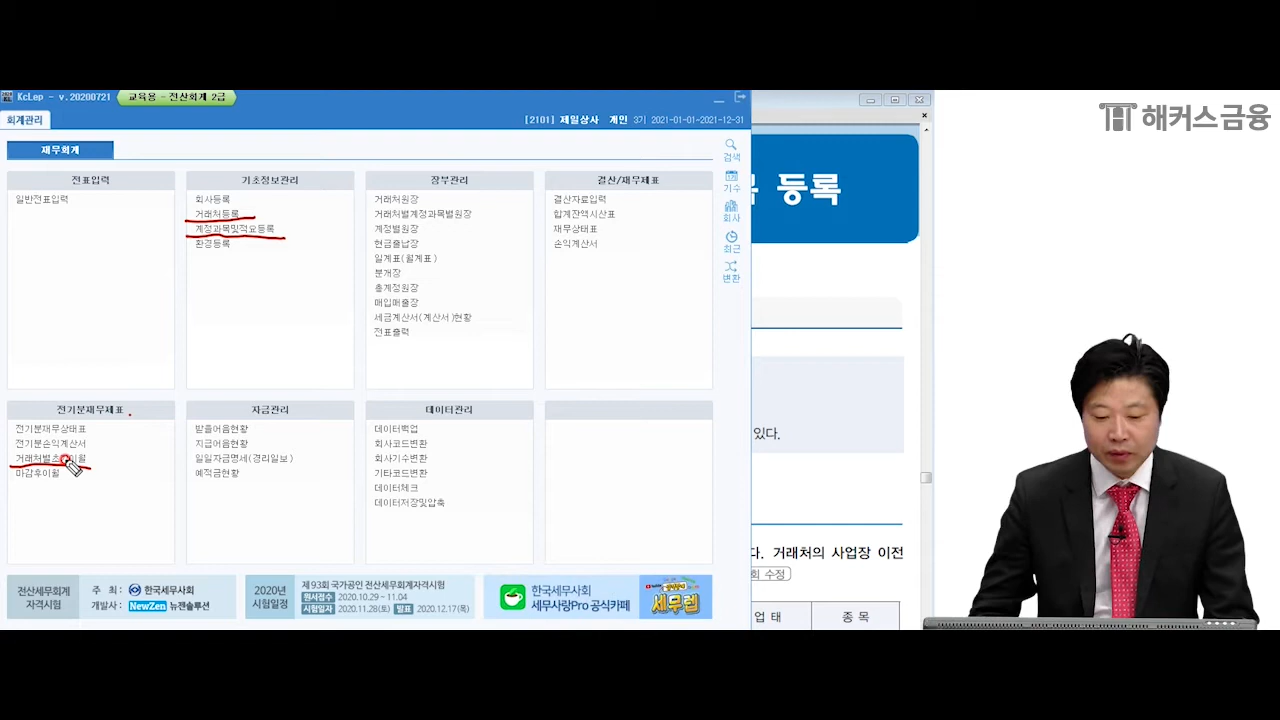 KcLep - v.20200721
교육용 - 전산회계 2급
회계관리
[2101] 제일상사 개인 3기 2021-01-01~2021-12-31
해커스금융
재무회계
검색
기수
회사
최근
변환
전표입력
일반전표입력
기초정보관리
회사등록
거래처등록
계정과목및적요등록
환경등록
장부관리
거래처원장
거래처별계정과목별원장
계정별원장
현금출납장
일계표(월계표)
분개장
총계정원장
매입매출장
세금계산서(계산서)현황
전표출력
결산/재무제표
결산자료입력
합계잔액시산표
재무상태표
손익계산서
전기분재무제표
전기분재무상태표
전기분손익계산서
거래처별초이월
마감후이월
자금관리
받을어음현황
지급어음현황
일일자금명세(경리일보)
예적금현황
데이터관리
데이터백업
회사코드변환
회사기수변환
기타코드변환
데이터체크
데이터저장및압축
전산세무회계
자격시험
주 최 : 한국세무사회
개발사 : NewZen 뉴젠솔루션
2020년
시험일정
제93회 국가공인 전산세무회계자격시험
원서접수 2020.10.29 ~ 11.04
시험일자 2020.11.28(토) 발표 2020.12.17(목)
한국세무사회
세무사랑Pro 공식카페
세무럽
등록
있다.
다. 거래처의 사업장 이전
회 수정
업 태
종 목